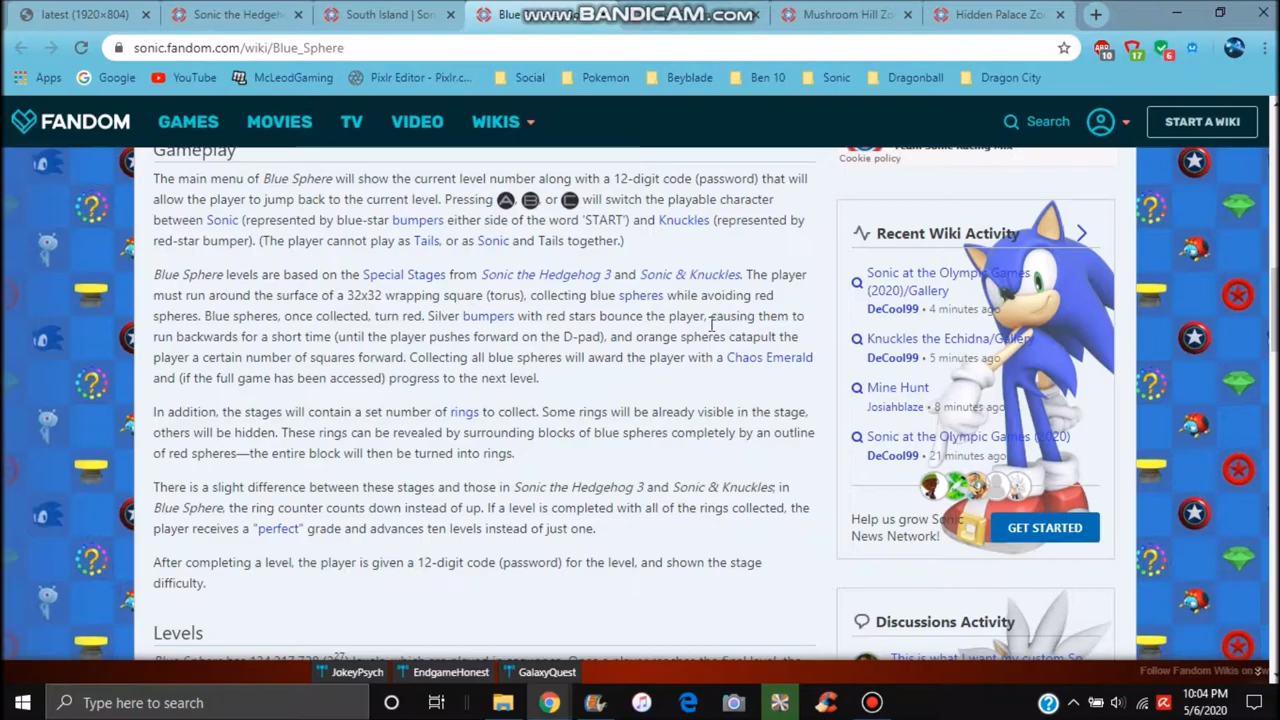 latest (1920×804)
Sonic the Hedgeh
South Island | Son
Blue
www.BANDICAM.com
Mushroom Hill Zo
Hidden Palace Zo
sonic.fandom.com/wiki/Blue_Sphere
10
17
6
Apps
Google
YouTube
McLeodGaming
Pixlr Editor - Pixlr.c...
Social
Pokemon
Beyblade
Ben 10
Sonic
Dragonball
Dragon City
FANDOM
GAMES
MOVIES
TV
VIDEO
WIKIS
Search
START A WIKI
Gameplay
The main menu of Blue Sphere will show the current level number along with a 12-digit code (password) that will
allow the player to jump back to the current level. Pressing A, B, or C will switch the playable character
between Sonic (represented by blue-star bumpers either side of the word 'START') and Knuckles (represented by
red-star bumper). (The player cannot play as Tails, or as Sonic and Tails together.)
Blue Sphere levels are based on the Special Stages from Sonic the Hedgehog 3 and Sonic & Knuckles. The player
must run around the surface of a 32x32 wrapping square (torus), collecting blue spheres while avoiding red
spheres. Blue spheres, once collected, turn red. Silver bumpers with red stars bounce the player, causing them to
run backwards for a short time (until the player pushes forward on the D-pad), and orange spheres catapult the
player a certain number of squares forward. Collecting all blue spheres will award the player with a Chaos Emerald
and (if the full game has been accessed) progress to the next level.
In addition, the stages will contain a set number of rings to collect. Some rings will be already visible in the stage,
others will be hidden. These rings can be revealed by surrounding blocks of blue spheres completely by an outline
of red spheres—the entire block will then be turned into rings.
There is a slight difference between these stages and those in Sonic the Hedgehog 3 and Sonic & Knuckles; in
Blue Sphere, the ring counter counts down instead of up. If a level is completed with all of the rings collected, the
player receives a "perfect" grade and advances ten levels instead of just one.
After completing a level, the player is given a 12-digit code (password) for the level, and shown the stage
difficulty.
Levels
Cookie policy
Recent Wiki Activity
Sonic at the Olympic Games
(2020)/Gallery
DeCool99 • 4 minutes ago
Knuckles the Echidna/Gallery
DeCool99 • 5 minutes ago
Mine Hunt
Josiahblaze • 8 minutes ago
Sonic at the Olympic Games (2020)
DeCool99 • 21 minutes ago
Help us grow Sonic
News Network!
GET STARTED
Discussions Activity
This is what I want my custom
JokeyPsych
EndgameHonest
GalaxyQuest
Follow Fandom Wikis on
Type here to search
10:04 PM
5/6/2020